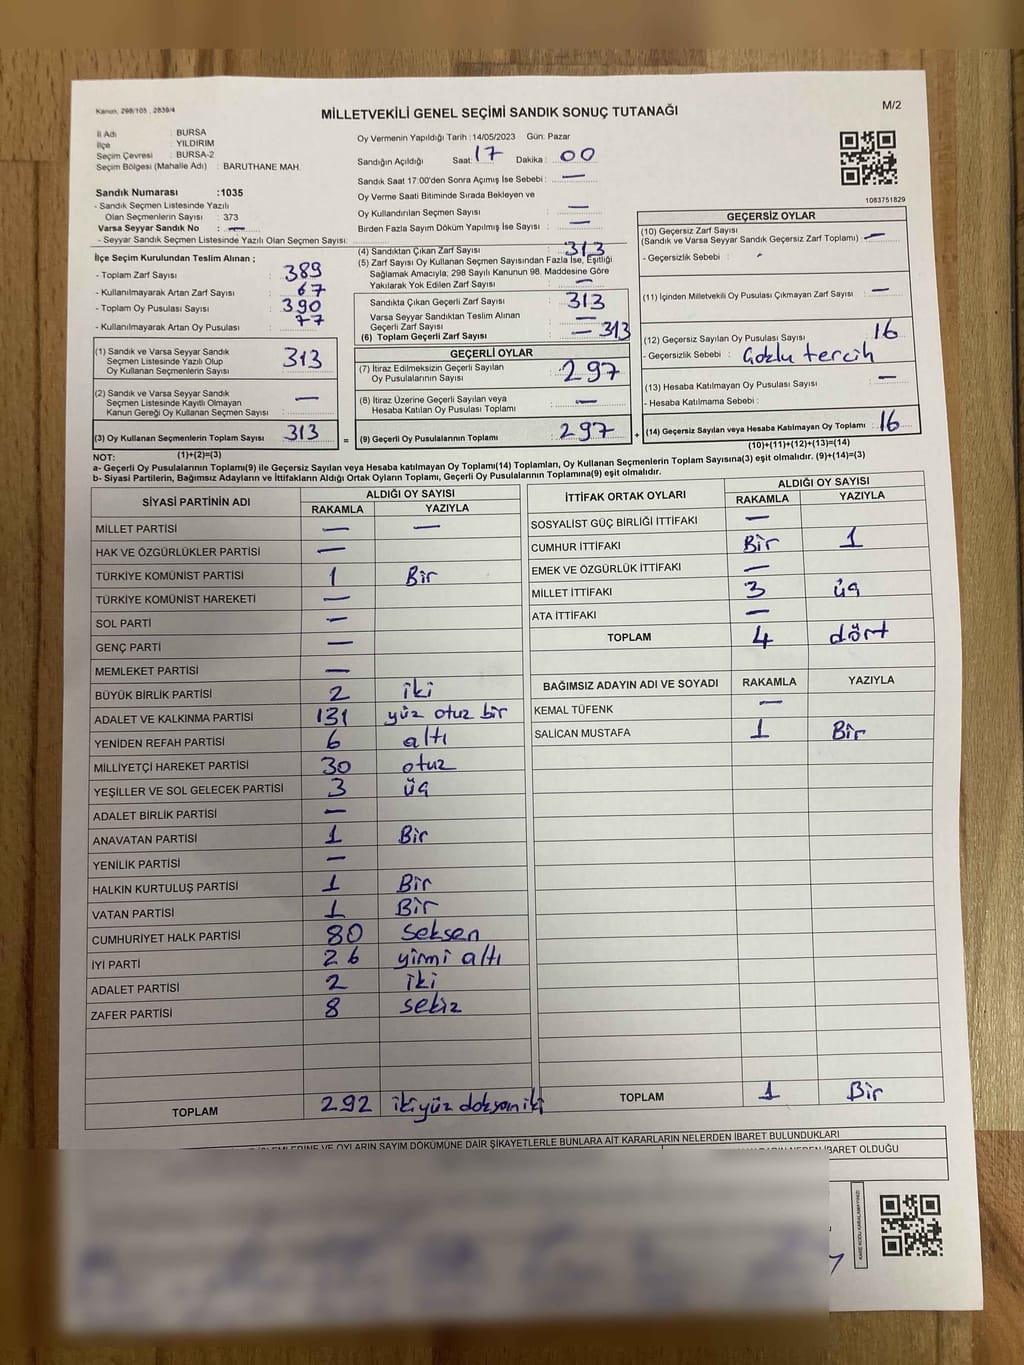 Kanun, 298/105 , 2839/4
MİLLETVEKİLİ GENEL SEÇİMİ SANDIK SONUÇ TUTANAĞI
M/2
İl Adı : BURSA
İlçe : YILDIRIM
Seçim Çevresi : BURSA-2
Seçim Bölgesi (Mahalle Adı) : BARUTHANE MAH.
Sandık Numarası :1035
- Sandık Seçmen Listesinde Yazılı
Olan Seçmenlerin Sayısı : 373
Varsa Seyyar Sandık No : —
- Seyyar Sandık Seçmen Listesinde Yazılı Olan Seçmen Sayısı:
Oy Vermenin Yapıldığı Tarih :14/05/2023 Gün: Pazar
Sandığın Açıldığı Saat: 17 Dakika : 00
Sandık Saat 17:00'den Sonra Açımış İse Sebebi : —
Oy Verme Saati Bitiminde Sırada Bekleyen ve
Oy Kullandırılan Seçmen Sayısı —
Birden Fazla Sayım Döküm Yapılmış İse Sayısı : —
1083751829
İlçe Seçim Kurulundan Teslim Alınan ;
- Toplam Zarf Sayısı : 389
- Kullanılmayarak Artan Zarf Sayısı : 67
- Toplam Oy Pusulası Sayısı : 390
- Kullanılmayarak Artan Oy Pusulası : 77
(1) Sandık ve Varsa Seyyar Sandık
Seçmen Listesinde Yazılı Olup
Oy Kullanan Seçmenlerin Sayısı : 313
(2) Sandık ve Varsa Seyyar Sandık
Seçmen Listesinde Kayıtlı Olmayan
Kanun Gereği Oy Kullanan Seçmen Sayısı : —
(3) Oy Kullanan Seçmenlerin Toplam Sayısı : 313
(1)+(2)=(3)
(4) Sandıktan Çıkan Zarf Sayısı : 313
(5) Zarf Sayısı Oy Kullanan Seçmen Sayısından Fazla İse, Eşitliği
Sağlamak Amacıyla; 298 Sayılı Kanunun 98. Maddesine Göre
Yakılarak Yok Edilen Zarf Sayısı : —
Sandıkta Çıkan Geçerli Zarf Sayısı : 313
Varsa Seyyar Sandıktan Teslim Alınan
Geçerli Zarf Sayısı : —
(6) Toplam Geçerli Zarf Sayısı : — 313
GEÇERLİ OYLAR
(7) İtiraz Edilmeksizin Geçerli Sayılan
Oy Pusulalarının Sayısı : 297
(8) İtiraz Üzerine Geçerli Sayılan veya
Hesaba Katılan Oy Pusulası Toplamı : —
= (9) Geçerli Oy Pusulalarının Toplamı : 297 +
GEÇERSİZ OYLAR
(10) Geçersiz Zarf Sayısı
(Sandık ve Varsa Seyyar Sandık Geçersiz Zarf Toplamı) : —
- Geçersizlik Sebebi : -
(11) İçinden Milletvekili Oy Pusulası Çıkmayan Zarf Sayısı : —
(12) Geçersiz Sayılan Oy Pusulası Sayısı : 16
- Geçersizlik Sebebi : Çoklu tercih
(13) Hesaba Katılmayan Oy Pusulası Sayısı : —
- Hesaba Katılmama Sebebi :
(14) Geçersiz Sayılan veya Hesaba Katılmayan Oy Toplamı : 16
(10)+(11)+(12)+(13)=(14)
NOT:
a- Geçerli Oy Pusulalarının Toplam(9) ile Geçersiz Sayılan veya Hesaba katılmayan Oy Toplamı(14) Toplamları, Oy Kullanan Seçmenlerin Toplam Sayısına(3) eşit olmalıdır. (9)+(14)=(3)
b- Siyasi Partilerin, Bağımsız Adayların ve İttifakların Aldığı Ortak Oyların Toplamı, Geçerli Oy Pusulalarının Toplamına(9) eşit olmalıdır.
SİYASİ PARTİNİN ADI ALDIĞI OY SAYISI
RAKAMLA YAZIYLA
MİLLET PARTİSİ — —
HAK VE ÖZGÜRLÜKLER PARTİSİ —
TÜRKİYE KOMÜNİST PARTİSİ 1 Bir
TÜRKİYE KOMÜNİST HAREKETİ —
SOL PARTİ —
GENÇ PARTİ —
MEMLEKET PARTİSİ —
BÜYÜK BİRLİK PARTİSİ 2 iki
ADALET VE KALKINMA PARTİSİ 131 yüz otuz bir
YENİDEN REFAH PARTİSİ 6 altı
MİLLİYETÇİ HAREKET PARTİSİ 30 otuz
YEŞİLLER VE SOL GELECEK PARTİSİ 3 üç
ADALET BİRLİK PARTİSİ —
ANAVATAN PARTİSİ 1 Bir
YENİLİK PARTİSİ —
HALKIN KURTULUŞ PARTİSİ 1 Bir
VATAN PARTİSİ 1 Bir
CUMHURİYET HALK PARTİSİ 80 Seksen
İYİ PARTİ 26 yirmi altı
ADALET PARTİSİ 2 iki
ZAFER PARTİSİ 8 sekiz
TOPLAM 292 ikiyüz doksan iki
İTTİFAK ORTAK OYLARI ALDIĞI OY SAYISI
RAKAMLA YAZIYLA
SOSYALİST GÜÇ BİRLİĞİ İTTİFAKI —
CUMHUR İTTİFAKI Bir 1
EMEK VE ÖZGÜRLÜK İTTİFAKI —
MİLLET İTTİFAKI 3 üç
ATA İTTİFAKI —
TOPLAM 4 dört
BAĞIMSIZ ADAYIN ADI VE SOYADI RAKAMLA YAZIYLA
KEMAL TÜFENK —
SALİCAN MUSTAFA 1 Bir
TOPLAM 1 Bir
OYLARIN SAYIM DÖKÜMÜNE DAİR ŞİKAYETLERLE BUNLARA AİT KARARLARIN NELERDEN İBARET BULUNDUKLARI
İBARET OLDUĞU